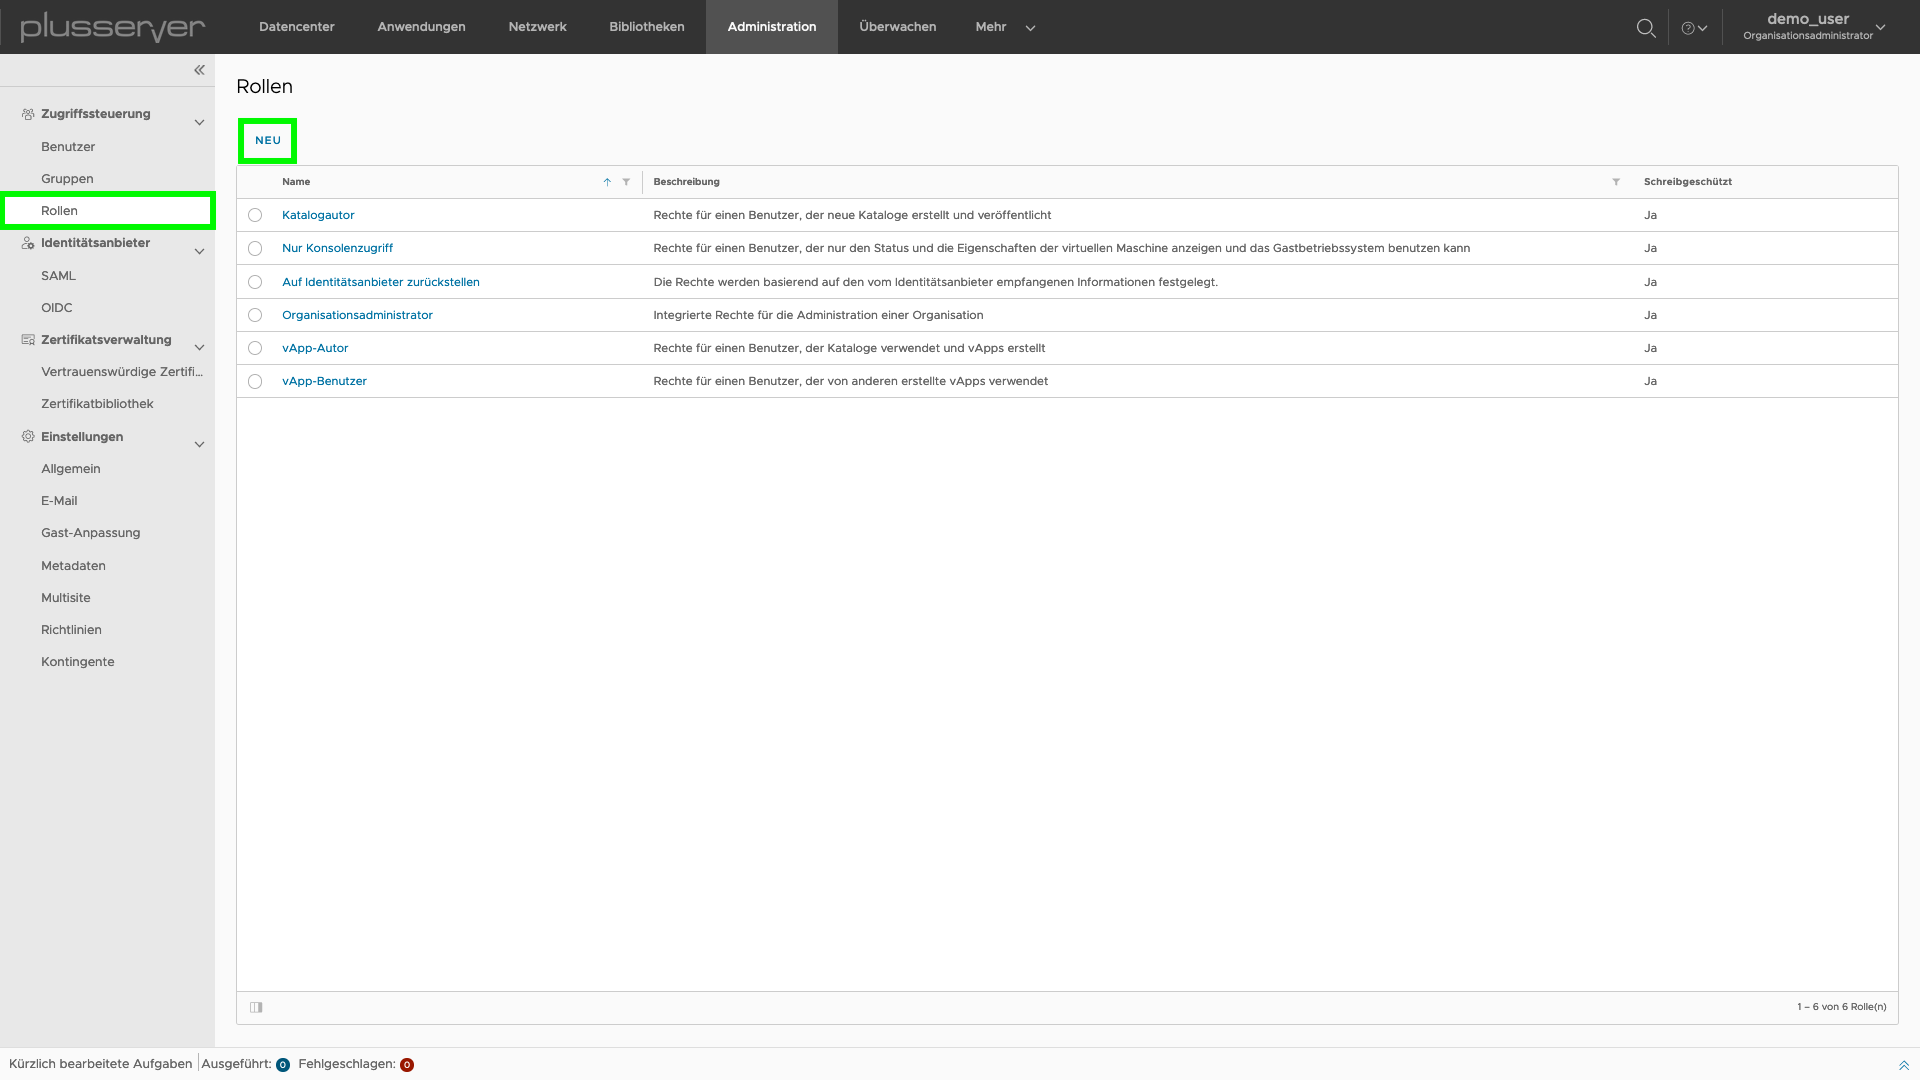 plusserver
Datencenter
Anwendungen
Netzwerk
Bibliotheken
Administration
Überwachen
Mehr
demo_user
Organisationsadministrator
Zugriffssteuerung
Benutzer
Gruppen
Rollen
Identitätsanbieter
SAML
OIDC
Zertifikatsverwaltung
Vertrauenswürdige Zertifi...
Zertifikatbibliothek
Einstellungen
Allgemein
E-Mail
Gast-Anpassung
Metadaten
Multisite
Richtlinien
Kontingente
Rollen
NEU
Name Beschreibung Schreibgeschützt
Katalogautor Rechte für einen Benutzer, der neue Kataloge erstellt und veröffentlicht Ja
Nur Konsolenzugriff Rechte für einen Benutzer, der nur den Status und die Eigenschaften der virtuellen Maschine anzeigen und das Gastbetriebssystem benutzen kann Ja
Auf Identitätsanbieter zurückstellen Die Rechte werden basierend auf den vom Identitätsanbieter empfangenen Informationen festgelegt. Ja
Organisationsadministrator Integrierte Rechte für die Administration einer Organisation Ja
vApp-Autor Rechte für einen Benutzer, der Kataloge verwendet und vApps erstellt Ja
vApp-Benutzer Rechte für einen Benutzer, der von anderen erstellte vApps verwendet Ja
1 – 6 von 6 Rolle(n)
Kürzlich bearbeitete Aufgaben Ausgeführt: 0 Fehlgeschlagen: 0